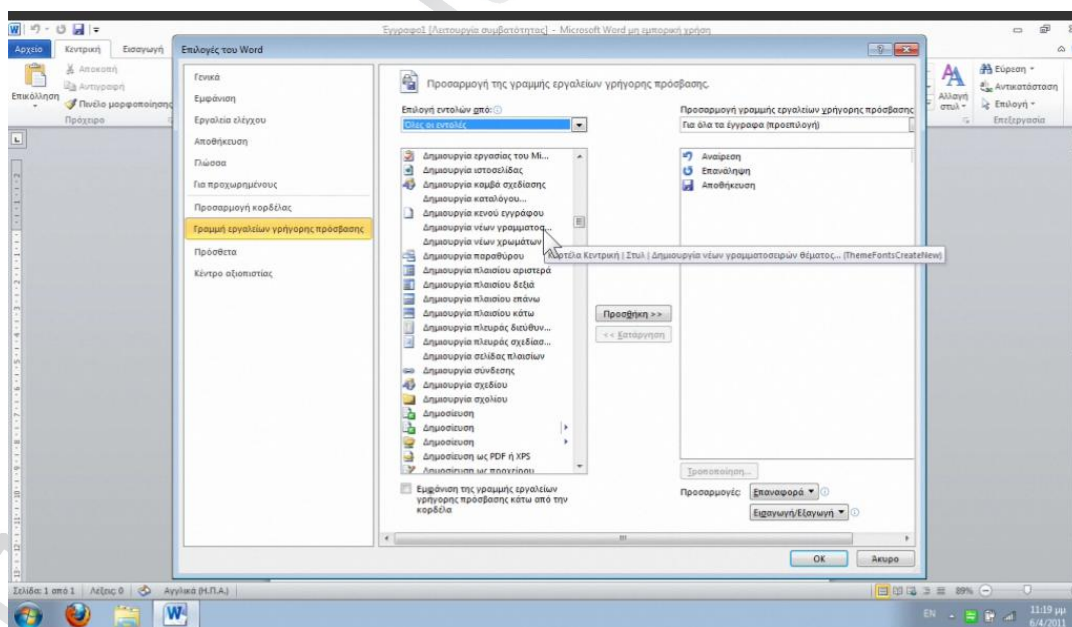 Έγγραφο1 [Λειτουργία συμβατότητας] - Microsoft Word μη εμπορική χρήση
Αρχείο Κεντρική Εισαγωγή
Επικόλληση
Αποκοπή
Αντιγραφή
Πινέλο μορφοποίησης
Πρόχειρο
Αλλαγή στυλ
Εύρεση
Αντικατάσταση
Επιλογή
Επεξεργασία
Επιλογές του Word
Γενικά
Εμφάνιση
Εργαλεία ελέγχου
Αποθήκευση
Γλώσσα
Για προχωρημένους
Προσαρμογή κορδέλας
Γραμμή εργαλείων γρήγορης πρόσβασης
Πρόσθετα
Κέντρο αξιοπιστίας
Προσαρμογή της γραμμής εργαλείων γρήγορης πρόσβασης.
Επιλογή εντολών από:
Όλες οι εντολές
Δημιουργία εργασίας του Mi...
Δημιουργία ιστοσελίδας
Δημιουργία καμβά σχεδίασης
Δημιουργία καταλόγου...
Δημιουργία κενού εγγράφου
Δημιουργία νέων γραμματοσ...
Δημιουργία νέων χρωμάτων
Δημιουργία παραθύρου
Δημιουργία πλαισίου αριστερά
Δημιουργία πλαισίου δεξιά
Δημιουργία πλαισίου επάνω
Δημιουργία πλαισίου κάτω
Δημιουργία πλευράς διεύθυν...
Δημιουργία πλευράς σχεδίασ...
Δημιουργία σελίδας πλαισίων
Δημιουργία σύνδεσης
Δημιουργία σχεδίου
Δημιουργία σχολίου
Δημοσίευση
Δημοσίευση
Δημοσίευση
Δημοσίευση ως PDF ή XPS
Δημοσίευση ως προχείρου
Καρτέλα Κεντρική | Στυλ | Δημιουργία νέων γραμματοσειρών θέματος... (ThemeFontsCreateNew)
Προσθήκη >>
<< Κατάργηση
Προσαρμογή γραμμής εργαλείων γρήγορης πρόσβασης
Για όλα τα έγγραφα (προεπιλογή)
Αναίρεση
Επανάληψη
Αποθήκευση
Τροποποίηση...
Προσαρμογές: Επαναφορά
Εισαγωγή/Εξαγωγή
Εμφάνιση της γραμμής εργαλείων
γρήγορης πρόσβασης κάτω από την
κορδέλα
OK Άκυρο
Σελίδα: 1 από 1 Λέξεις: 0 Αγγλικά (Η.Π.Α.) 89%
EN 11:19 μμ
6/4/2011